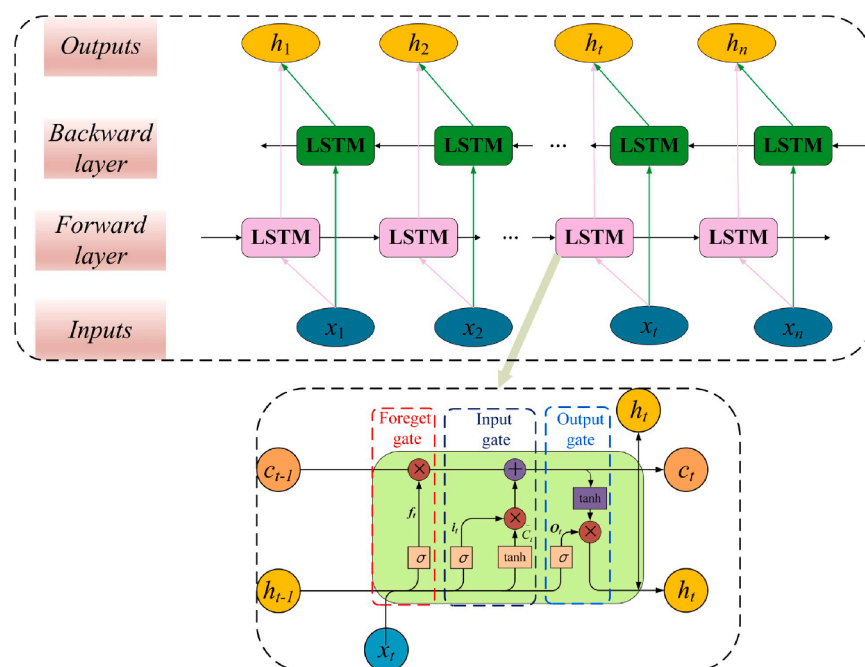 Outputs
h1 h2 ht hn
Backward
layer
LSTM LSTM ... LSTM LSTM
Forward
layer
LSTM LSTM ... LSTM LSTM
Inputs
x1 x2 xt xn
Foreget
gate
Input
gate
Output
gate
ht
ct-1 × + ct
tanh
ft it × C̃t ot ×
σ σ tanh σ
ht-1 ht
xt